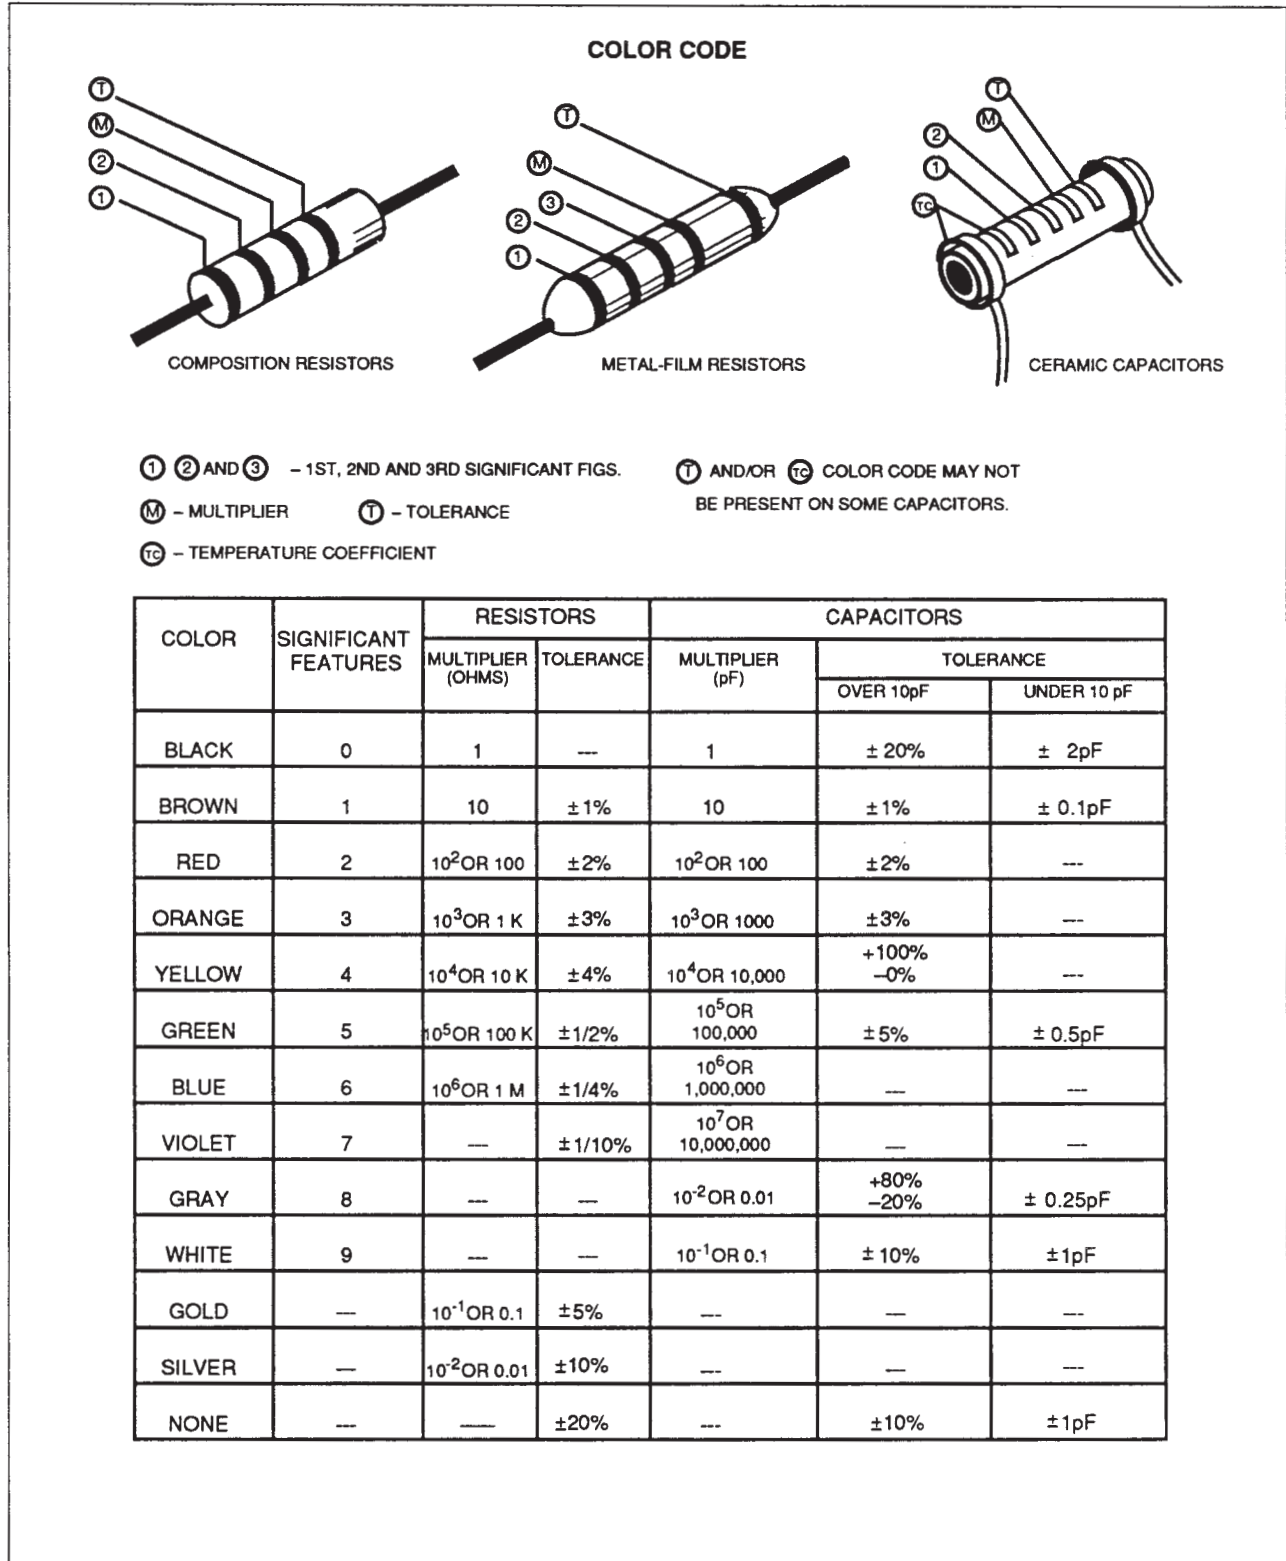 COLOR CODE
T
M
2
1
COMPOSITION RESISTORS
T
M
3
2
1
METAL-FILM RESISTORS
T
M
2
1
TC
CERAMIC CAPACITORS
1 2 AND 3 – 1ST, 2ND AND 3RD SIGNIFICANT FIGS.
M – MULTIPLIER T – TOLERANCE
TC – TEMPERATURE COEFFICIENT
T AND/OR TC COLOR CODE MAY NOT
BE PRESENT ON SOME CAPACITORS.
COLOR SIGNIFICANT FEATURES RESISTORS CAPACITORS
MULTIPLIER (OHMS) TOLERANCE MULTIPLIER (pF) TOLERANCE
OVER 10pF UNDER 10 pF
BLACK 0 1 --- 1 ± 20% ± 2pF
BROWN 1 10 ±1% 10 ±1% ± 0.1pF
RED 2 10²OR 100 ±2% 10²OR 100 ±2% ---
ORANGE 3 10³OR 1 K ±3% 10³OR 1000 ±3% ---
YELLOW 4 10⁴OR 10 K ±4% 10⁴OR 10,000 +100% –0% ---
GREEN 5 10⁵OR 100 K ±1/2% 10⁵OR 100,000 ±5% ± 0.5pF
BLUE 6 10⁶OR 1 M ±1/4% 10⁶OR 1,000,000 --- ---
VIOLET 7 --- ±1/10% 10⁷OR 10,000,000 --- ---
GRAY 8 --- --- 10⁻²OR 0.01 +80% –20% ± 0.25pF
WHITE 9 --- --- 10⁻¹OR 0.1 ± 10% ±1pF
GOLD --- 10⁻¹OR 0.1 ±5% --- --- ---
SILVER --- 10⁻²OR 0.01 ±10% --- --- ---
NONE --- --- ±20% --- ±10% ±1pF